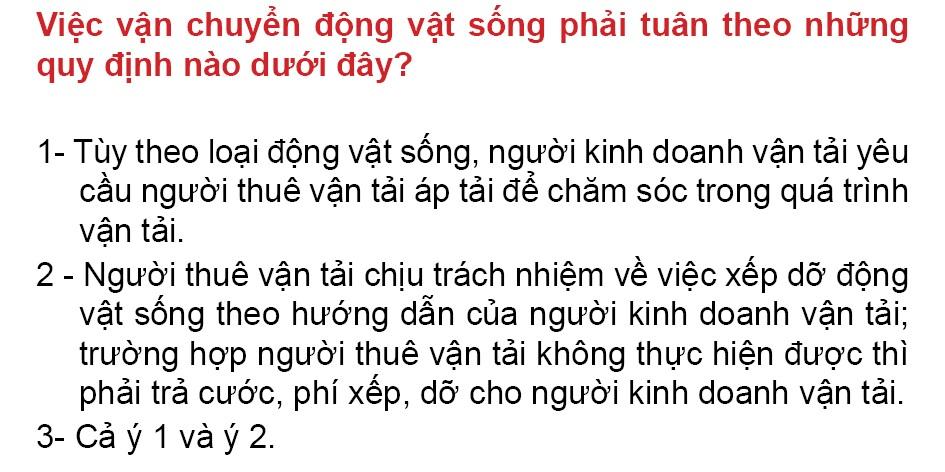 Việc vận chuyển động vật sống phải tuân theo những
quy định nào dưới đây?
1- Tùy theo loại động vật sống, người kinh doanh vận tải yêu
cầu người thuê vận tải áp tải để chăm sóc trong quá trình
vận tải.
2 - Người thuê vận tải chịu trách nhiệm về việc xếp dỡ động
vật sống theo hướng dẫn của người kinh doanh vận tải;
trường hợp người thuê vận tải không thực hiện được thì
phải trả cước, phí xếp, dỡ cho người kinh doanh vận tải.
3- Cả ý 1 và ý 2.